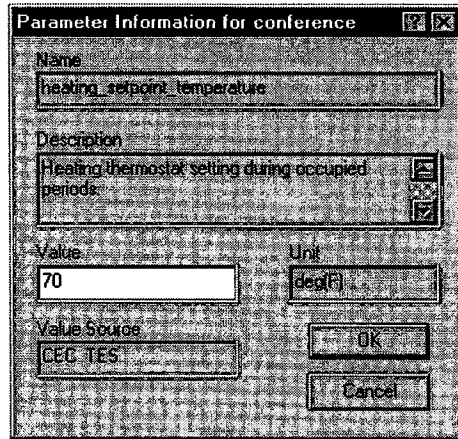 Parameter Information for conference
Name
heating_setpoint_temperature
Description
Heating thermostat setting during occupied
periods.
Value
Unit
70
deg(F)
Value Source
CEC TES
OK
Cancel